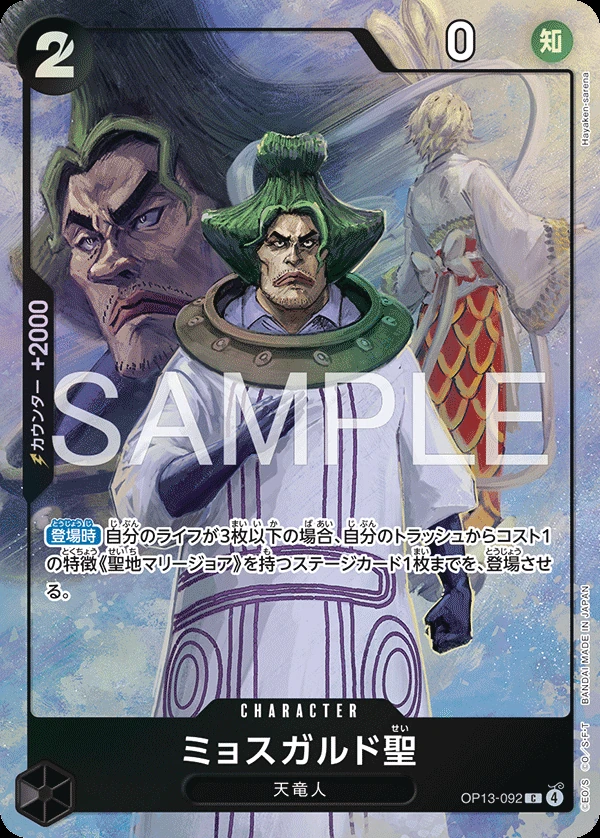 2
0
知
Hayaken-sarena
カウンター +2000
SAMPLE
登場時 自分のライフが3枚以下の場合、自分のトラッシュからコスト1
の特徴《聖地マリージョア》を持つステージカード1枚までを、登場させ
る。
CHARACTER
ミョスガルド聖
天竜人
OP13-092 C 4
©E.O/S. ©O/S・F・T BANDAI MADE IN JAPAN